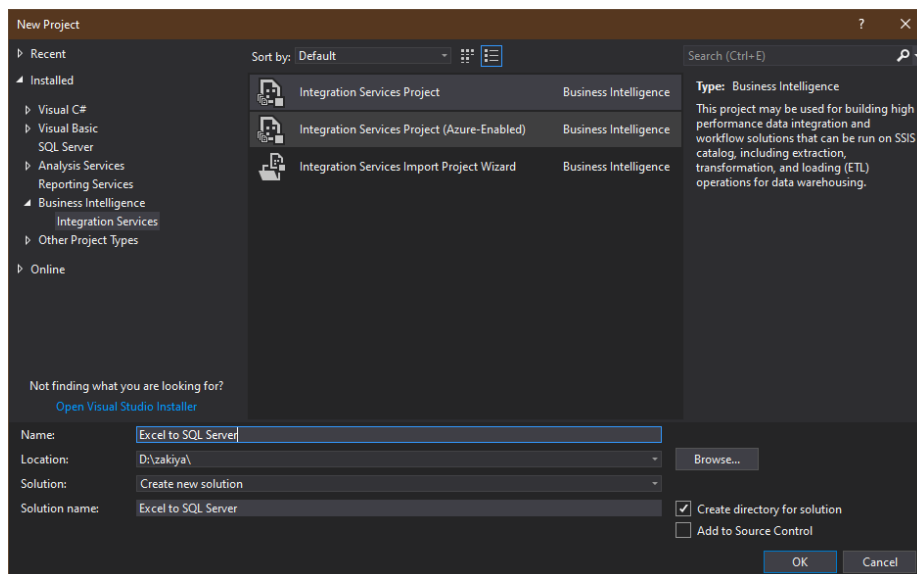 New Project
? ×
Recent
Installed
Visual C#
Visual Basic
SQL Server
Analysis Services
Reporting Services
Business Intelligence
Integration Services
Other Project Types
Online
Not finding what you are looking for?
Open Visual Studio Installer
Sort by: Default
Integration Services Project Business Intelligence
Integration Services Project (Azure-Enabled) Business Intelligence
Integration Services Import Project Wizard Business Intelligence
Search (Ctrl+E)
Type: Business Intelligence
This project may be used for building high
performance data integration and
workflow solutions that can be run on SSIS
catalog, including extraction,
transformation, and loading (ETL)
operations for data warehousing.
Name: Excel to SQL Server
Location: D:\zakiya\ Browse...
Solution: Create new solution
Solution name: Excel to SQL Server
Create directory for solution
Add to Source Control
OK Cancel